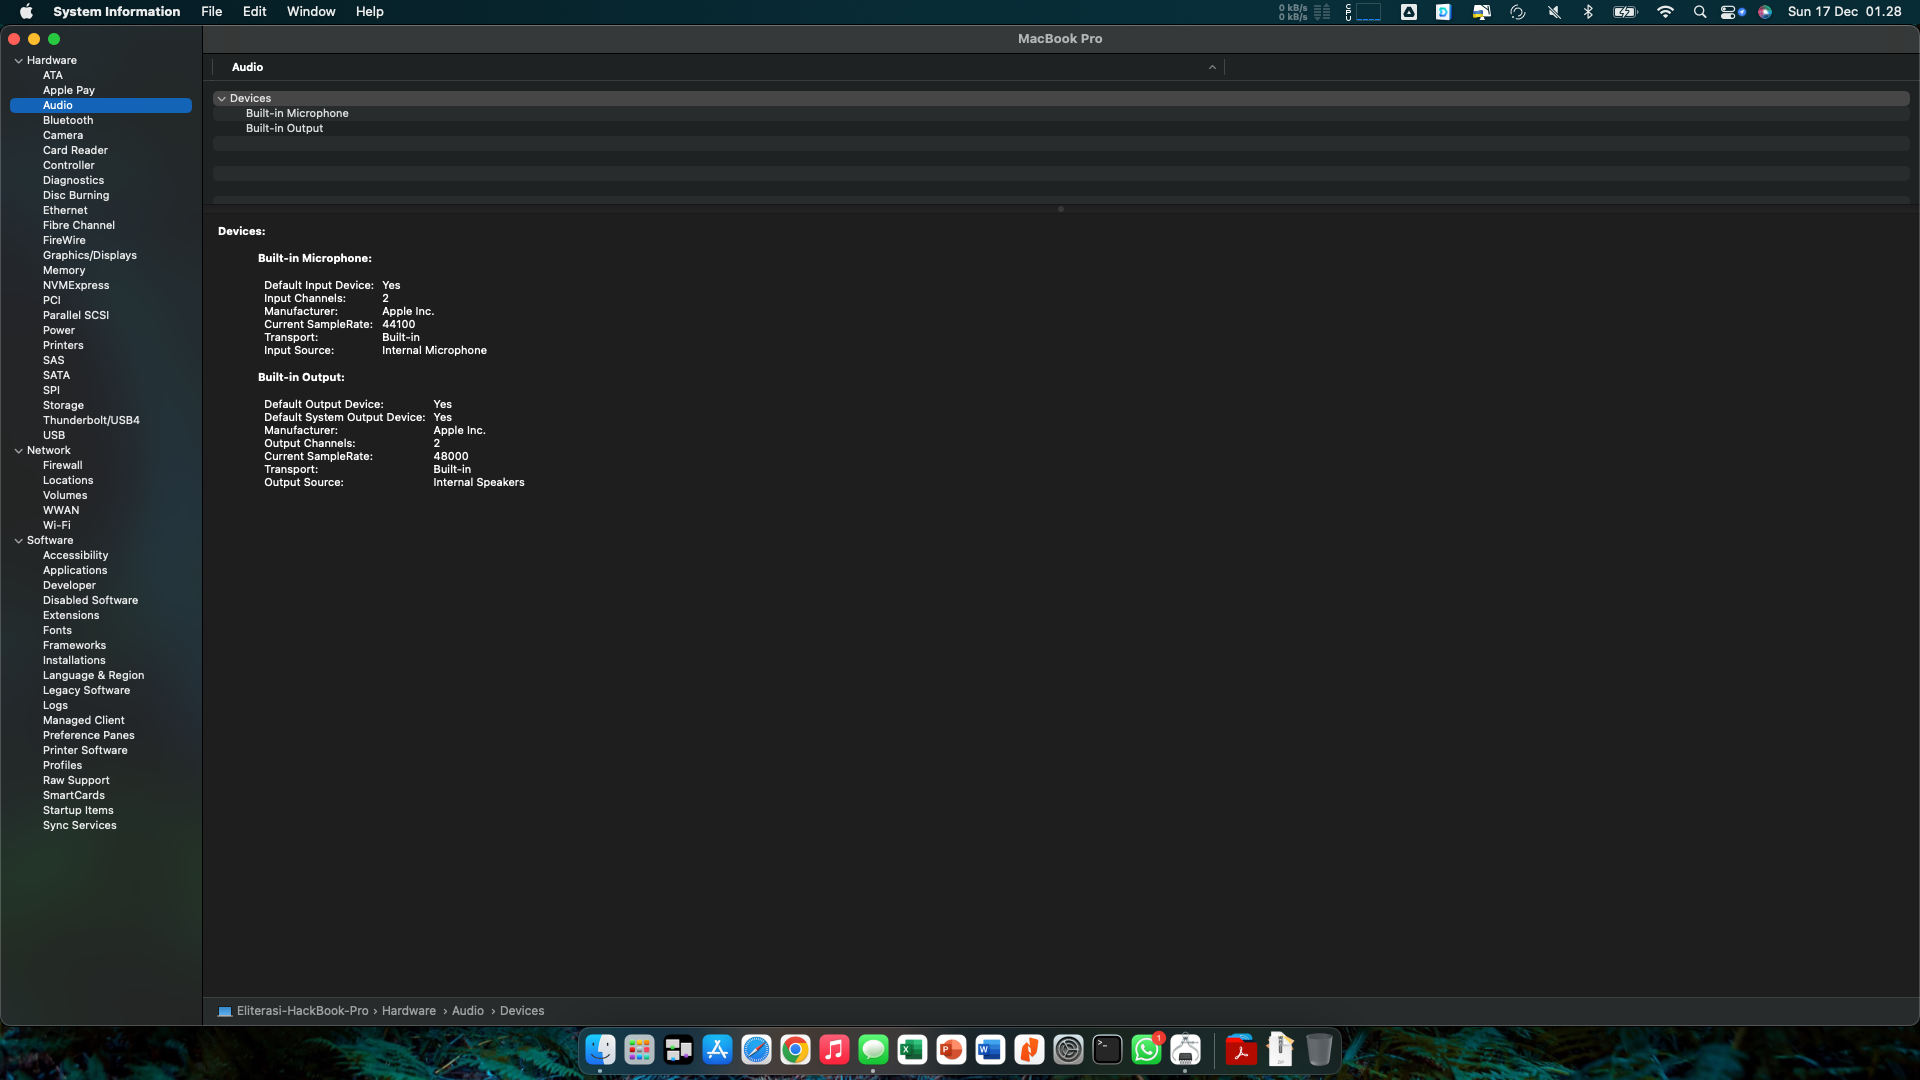 System Information File Edit Window Help
0 kB/s
0 kB/s
CPU
Sun 17 Dec 01.28
MacBook Pro
Hardware
ATA
Apple Pay
Audio
Bluetooth
Camera
Card Reader
Controller
Diagnostics
Disc Burning
Ethernet
Fibre Channel
FireWire
Graphics/Displays
Memory
NVMExpress
PCI
Parallel SCSI
Power
Printers
SAS
SATA
SPI
Storage
Thunderbolt/USB4
USB
Network
Firewall
Locations
Volumes
WWAN
Wi-Fi
Software
Accessibility
Applications
Developer
Disabled Software
Extensions
Fonts
Frameworks
Installations
Language & Region
Legacy Software
Logs
Managed Client
Preference Panes
Printer Software
Profiles
Raw Support
SmartCards
Startup Items
Sync Services
Audio
Devices
Built-in Microphone
Built-in Output
Devices:
Built-in Microphone:
Default Input Device: Yes
Input Channels: 2
Manufacturer: Apple Inc.
Current SampleRate: 44100
Transport: Built-in
Input Source: Internal Microphone
Built-in Output:
Default Output Device: Yes
Default System Output Device: Yes
Manufacturer: Apple Inc.
Output Channels: 2
Current SampleRate: 48000
Transport: Built-in
Output Source: Internal Speakers
Eliterasi-HackBook-Pro › Hardware › Audio › Devices
1